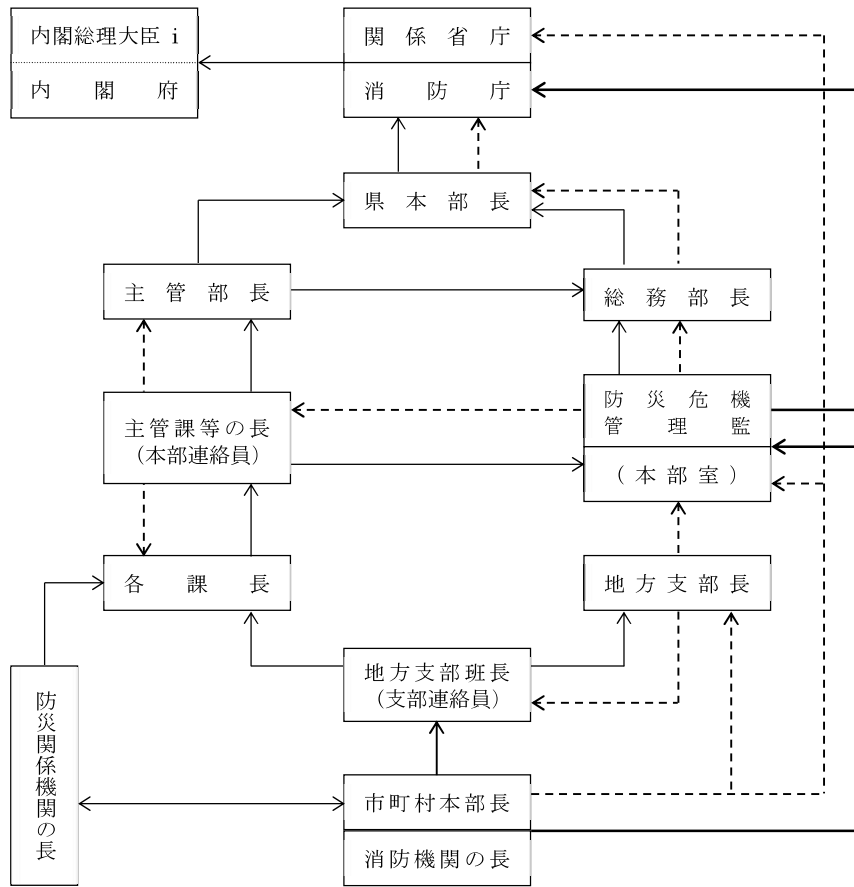 内閣総理大臣 i
内閣府
関係省庁
消防庁
県本部長
主管部長
総務部長
主管課等の長
（本部連絡員）
防災危機
管理監
（本部室）
各課長
地方支部長
地方支部班長
（支部連絡員）
防災関係機関の長
市町村本部長
消防機関の長